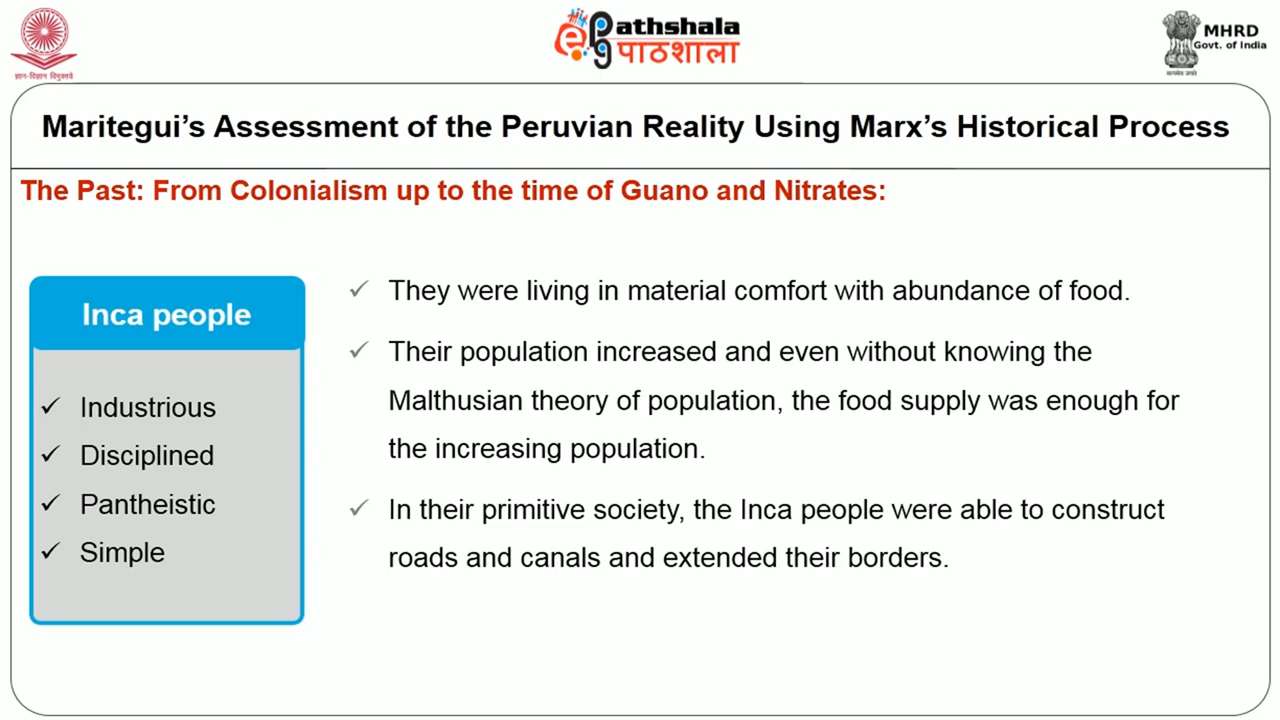 ज्ञान-विज्ञान विमुक्तये
ePathshala
पाठशाला
MHRD
Govt. of India
सत्यमेव जयते
Maritegui’s Assessment of the Peruvian Reality Using Marx’s Historical Process
The Past: From Colonialism up to the time of Guano and Nitrates:
Inca people
✓ Industrious
✓ Disciplined
✓ Pantheistic
✓ Simple
✓ They were living in material comfort with abundance of food.
✓ Their population increased and even without knowing the
Malthusian theory of population, the food supply was enough for
the increasing population.
✓ In their primitive society, the Inca people were able to construct
roads and canals and extended their borders.